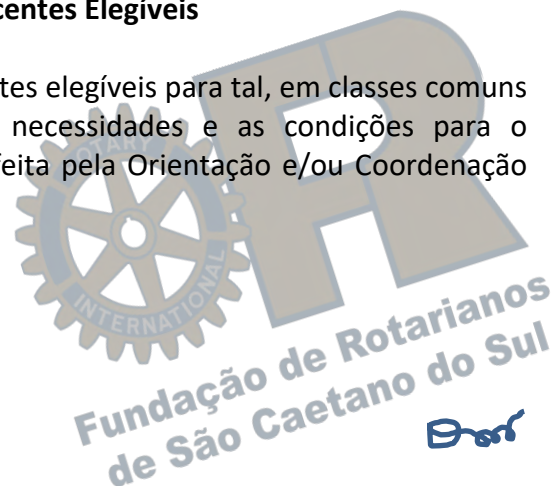 centes Elegíveis
tes elegíveis para tal, em classes comuns
necessidades e as condições para o
feita pela Orientação e/ou Coordenação
ROTARY
INTERNATIONAL
R
Fundação de Rotarianos
de São Caetano do Sul